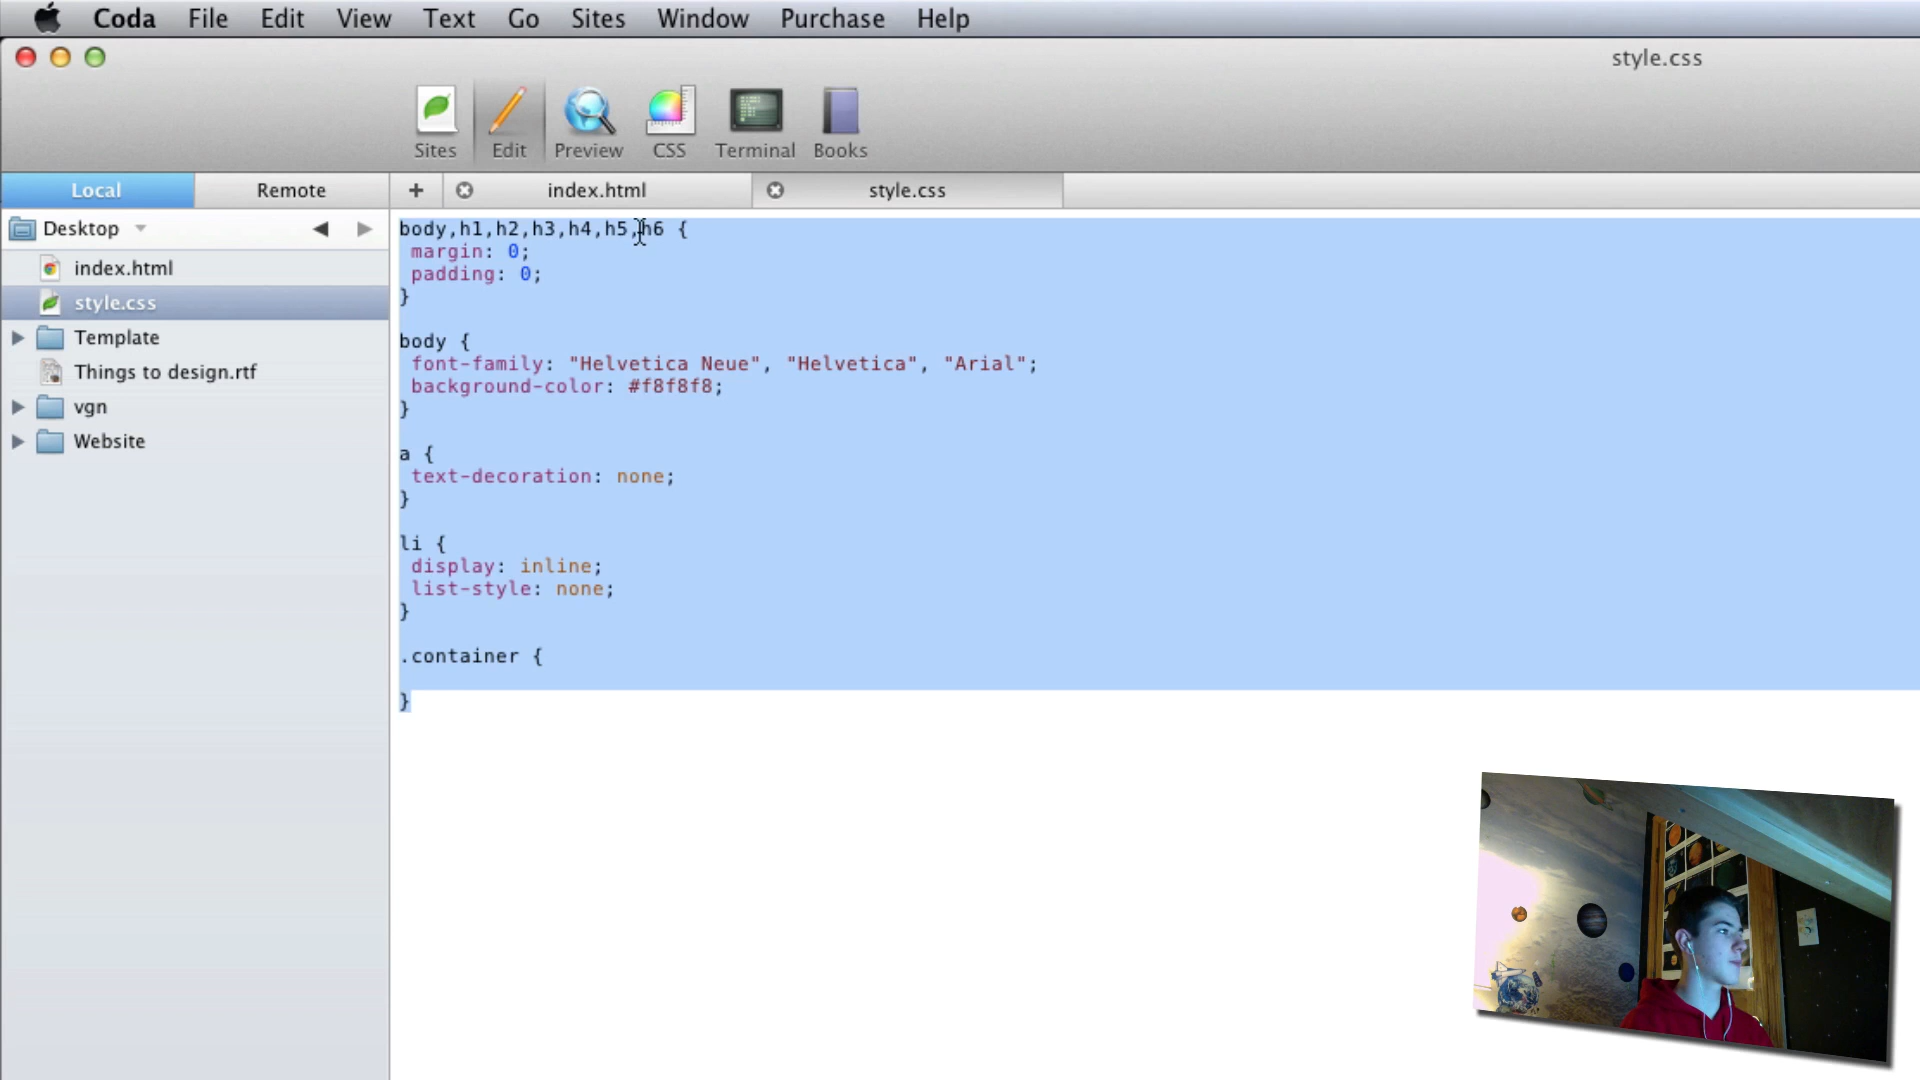 Coda File Edit View Text Go Sites Window Purchase Help
style.css
Sites Edit Preview CSS Terminal Books
Local Remote + index.html style.css
Desktop
index.html
style.css
Template
Things to design.rtf
vgn
Website
body,h1,h2,h3,h4,h5,h6 {
margin: 0;
padding: 0;
}
body {
font-family: "Helvetica Neue", "Helvetica", "Arial";
background-color: #f8f8f8;
}
a {
text-decoration: none;
}
li {
display: inline;
list-style: none;
}
.container {
}